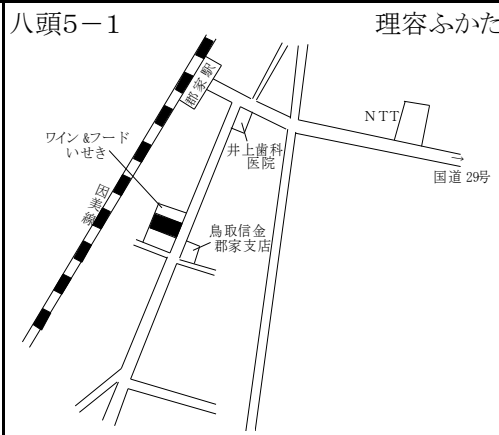 八頭5－1
理容ふかた
郡家駅
NTT
ワイン&フード
いせき
井上歯科
医院
国道 29号
因美線
鳥取信金
郡家支店